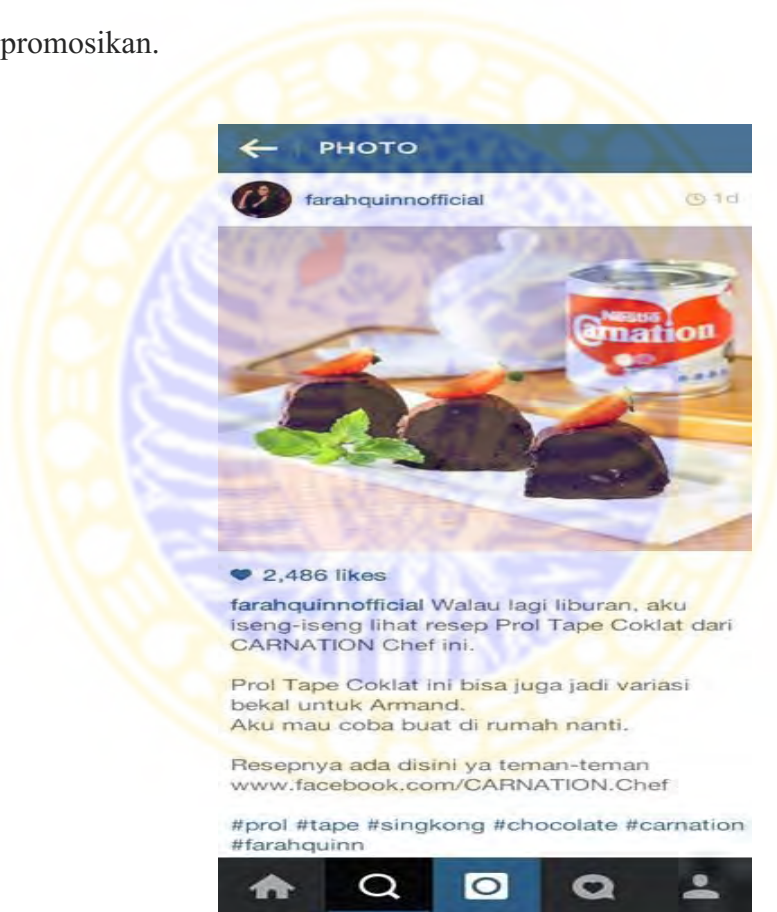 promosikan.
PHOTO
farahquinnofficial 1d
Nestlé
Carnation
2,486 likes
farahquinnofficial Walau lagi liburan, aku
iseng-iseng lihat resep Prol Tape Coklat dari
CARNATION Chef ini.
Prol Tape Coklat ini bisa juga jadi variasi
bekal untuk Armand.
Aku mau coba buat di rumah nanti.
Resepnya ada disini ya teman-teman
www.facebook.com/CARNATION.Chef
#prol #tape #singkong #chocolate #carnation
#farahquinn